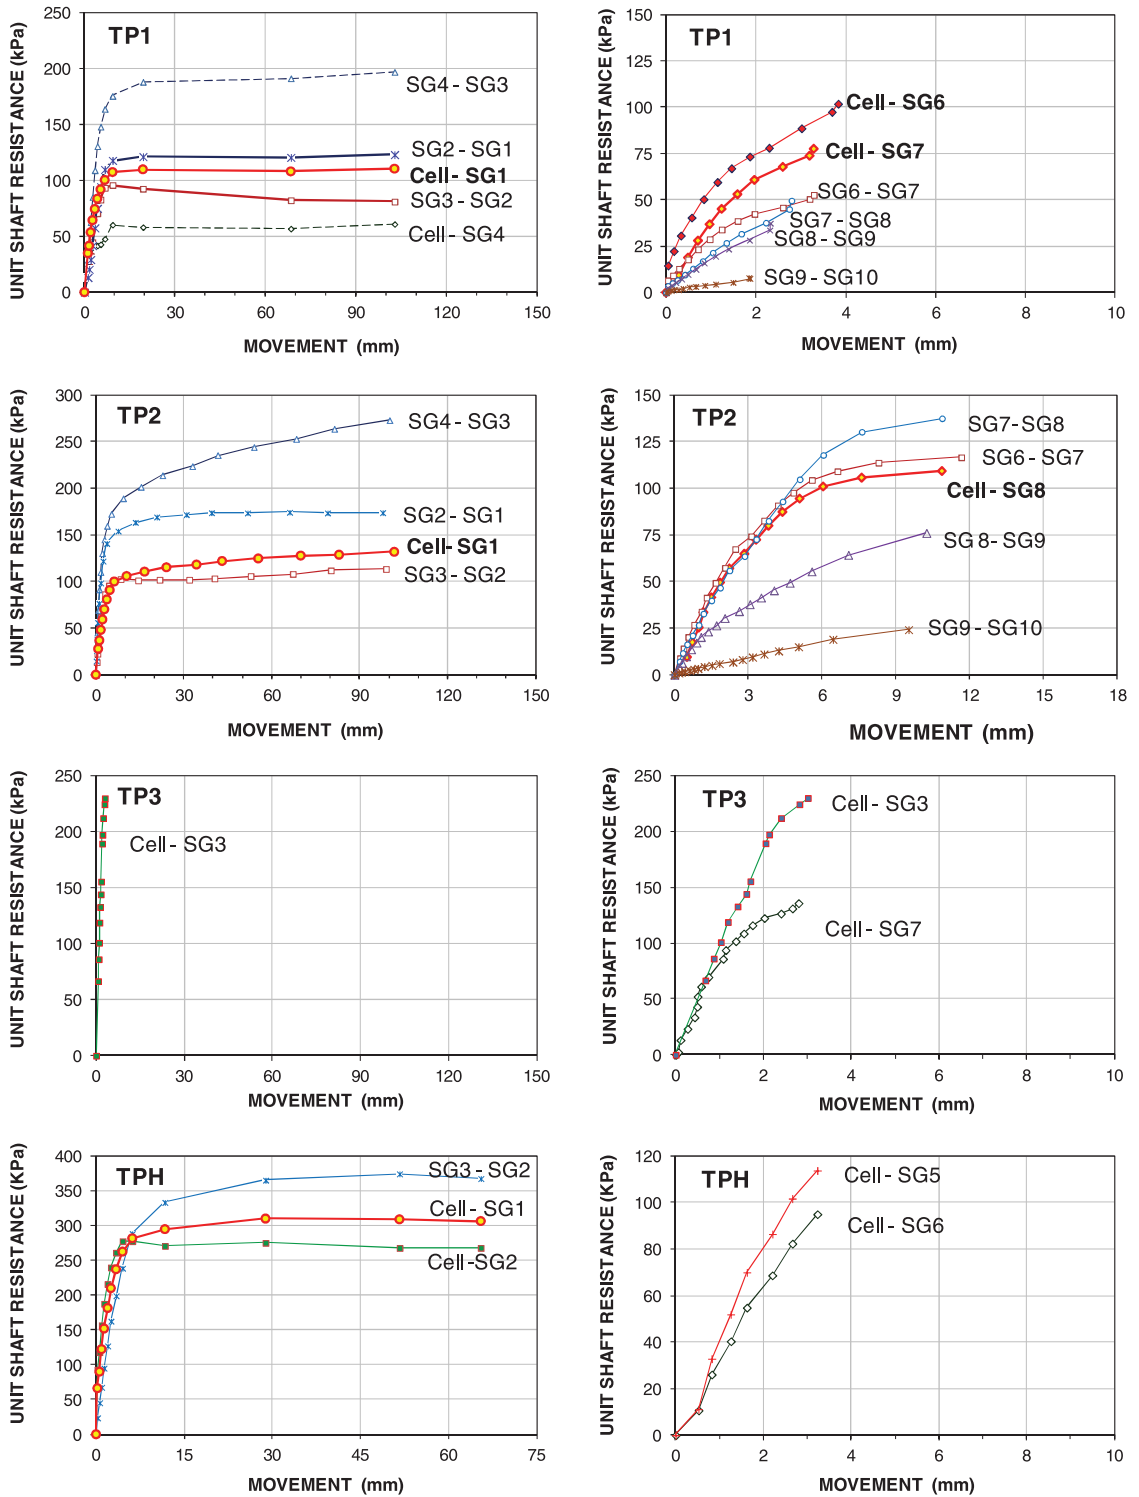 UNIT SHAFT RESISTANCE (kPa)
250
200
150
100
50
0
TP1
SG4 - SG3
SG2 - SG1
Cell - SG1
SG3 - SG2
Cell - SG4
0 30 60 90 120 150
MOVEMENT (mm)
UNIT SHAFT RESISTANCE (kPa)
150
125
100
75
50
25
0
TP1
Cell - SG6
Cell - SG7
SG6 - SG7
SG7 - SG8
SG8 - SG9
SG9 - SG10
0 2 4 6 8 10
MOVEMENT (mm)
UNIT SHAFT RESISTANCE (kPa)
300
250
200
150
100
50
0
TP2
SG4 - SG3
SG2 - SG1
Cell - SG1
SG3 - SG2
0 30 60 90 120 150
MOVEMENT (mm)
UNIT SHAFT RESISTANCE (kPa)
150
125
100
75
50
25
0
TP2
SG7 - SG8
SG6 - SG7
Cell - SG8
SG8 - SG9
SG9 - SG10
0 3 6 9 12 15 18
MOVEMENT (mm)
UNIT SHAFT RESISTANCE (kPa)
250
200
150
100
50
0
TP3
Cell - SG3
0 30 60 90 120 150
MOVEMENT (mm)
UNIT SHAFT RESISTANCE (kPa)
250
200
150
100
50
0
TP3
Cell - SG3
Cell - SG7
0 2 4 6 8 10
MOVEMENT (mm)
UNIT SHAFT RESISTANCE (KPa)
400
350
300
250
200
150
100
50
0
TPH
SG3 - SG2
Cell - SG1
Cell - SG2
0 15 30 45 60 75
MOVEMENT (mm)
UNIT SHAFT RESISTANCE (KPa)
120
100
80
60
40
20
0
TPH
Cell - SG5
Cell - SG6
0 2 4 6 8 10
MOVEMENT (mm)